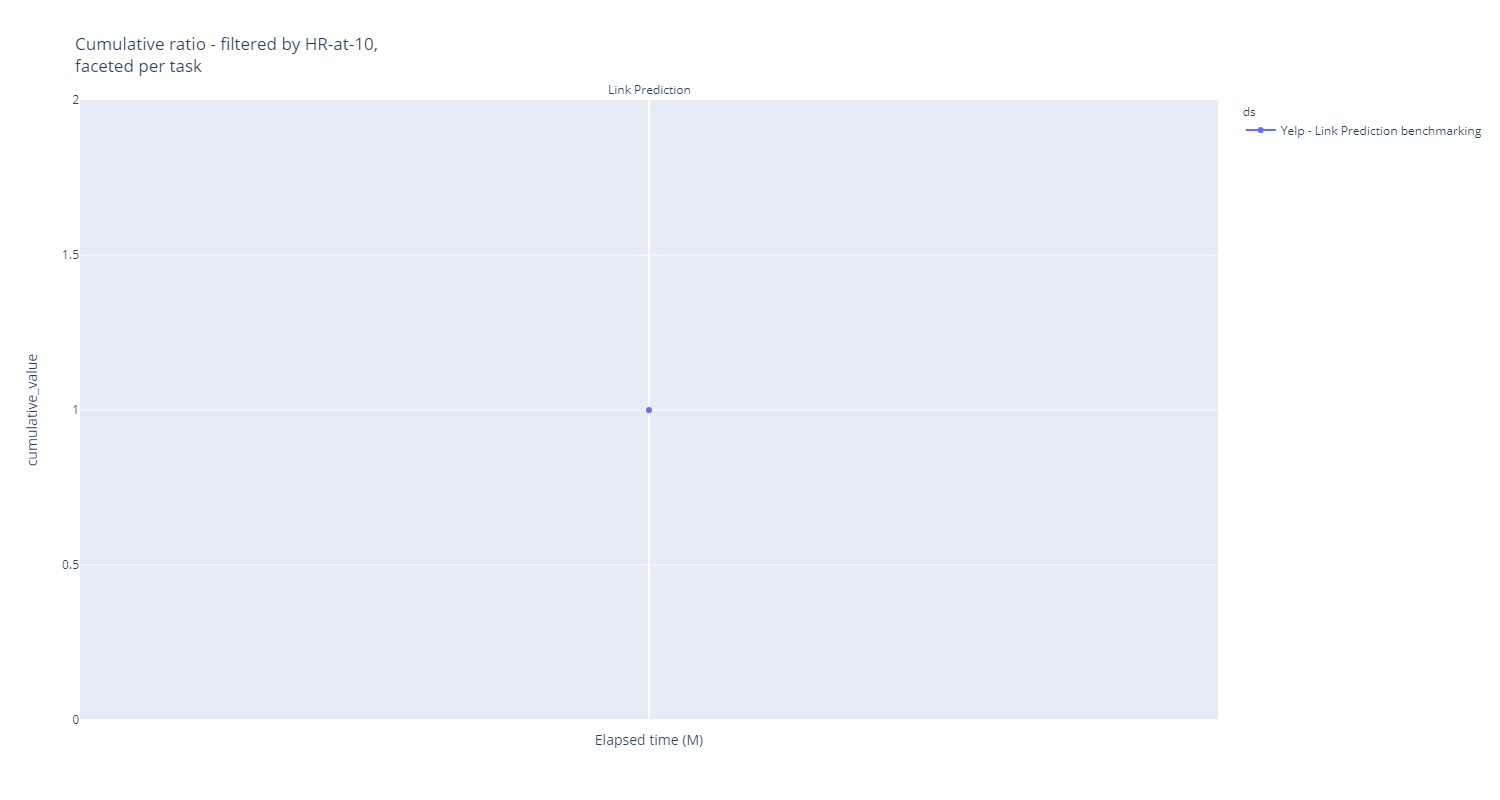 Cumulative ratio - filtered by HR-at-10,
faceted per task
Link Prediction
2
1.5
1
0.5
0
cumulative_value
Elapsed time (M)
ds
Yelp - Link Prediction benchmarking